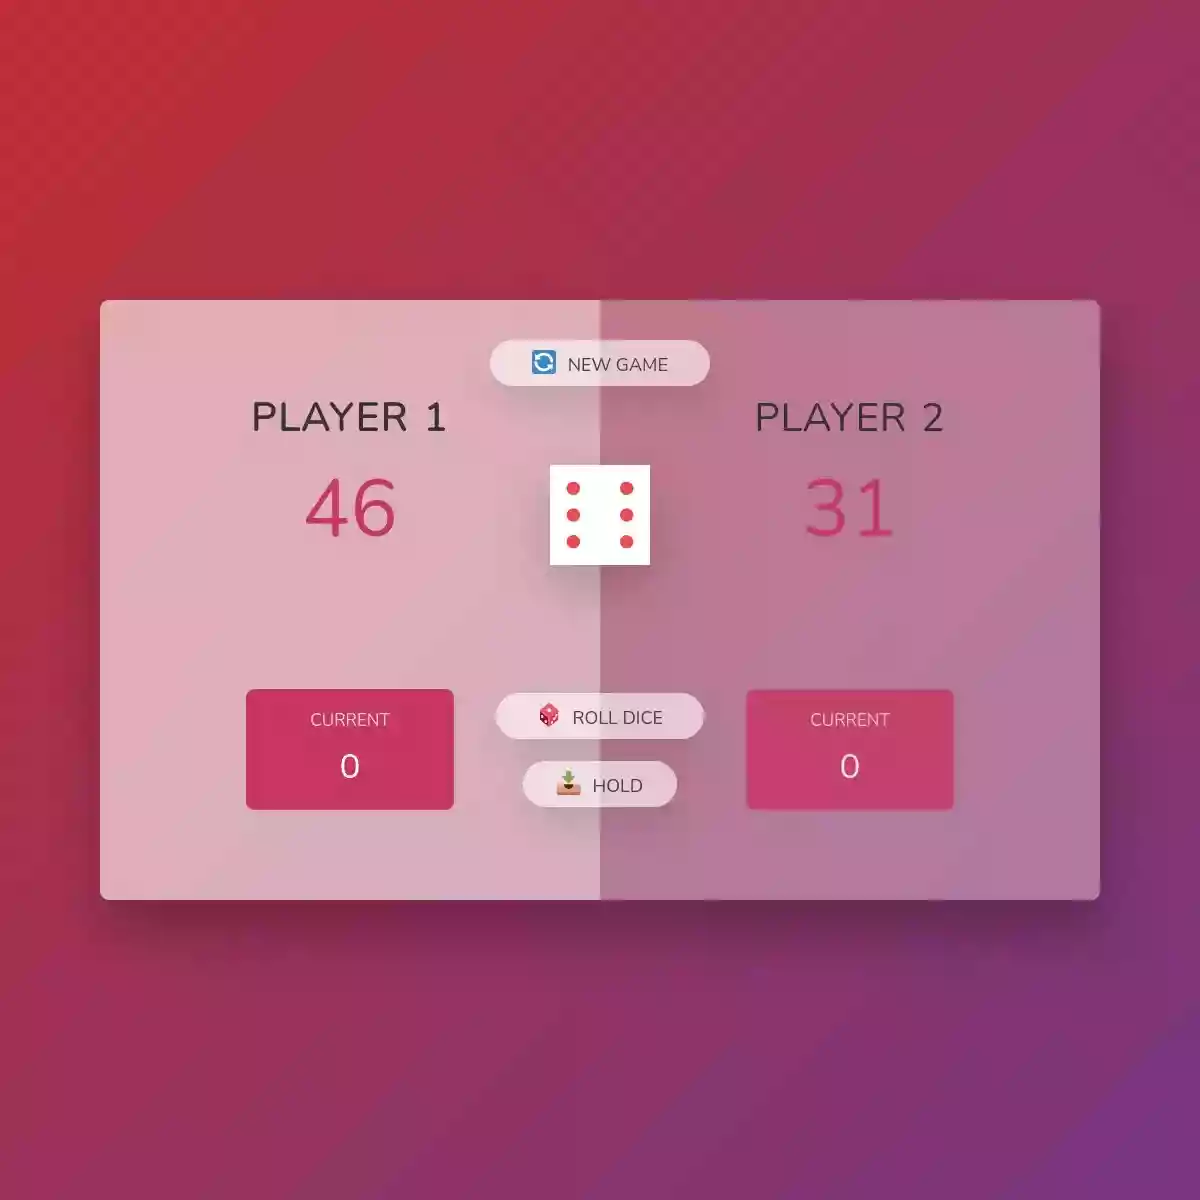 NEW GAME
PLAYER 1
46
CURRENT
0
PLAYER 2
31
CURRENT
0
ROLL DICE
HOLD